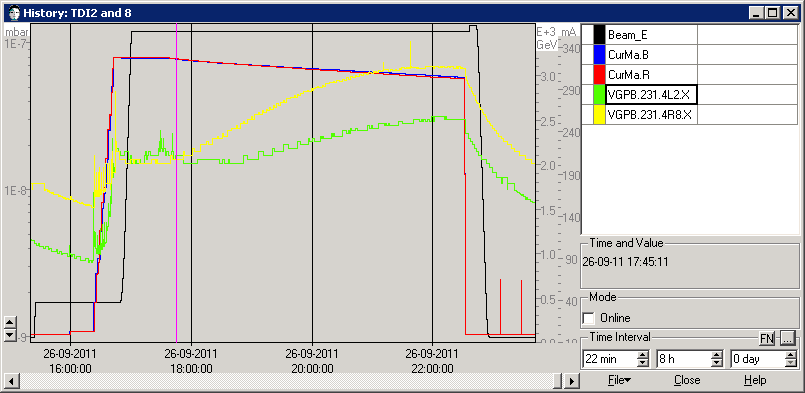 History: TDI2 and 8
mbar
1E-7
1E-8
-9
E+3
GeV
3.0
2.5
2.0
1.5
1.0
0.5
mA
340
290
260
240
190
140
120
90
40
26-09-2011
16:00:00
26-09-2011
18:00:00
26-09-2011
20:00:00
26-09-2011
22:00:00
Beam_E
CurMa.B
CurMa.R
VGPB.231.4L2.X
VGPB.231.4R8.X
Time and Value
26-09-11 17:45:11
Mode
Online
Time Interval
FN
...
22 min
8 h
0 day
File
Close
Help